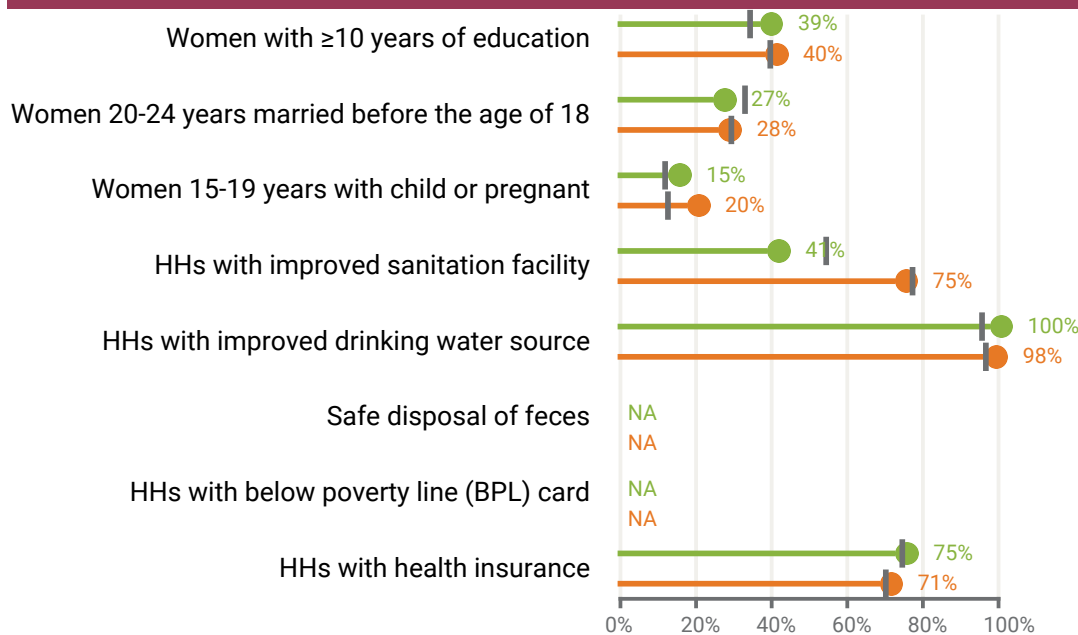 Women with ≥10 years of education
39%
40%
Women 20-24 years married before the age of 18
27%
28%
Women 15-19 years with child or pregnant
15%
20%
HHs with improved sanitation facility
41%
75%
HHs with improved drinking water source
100%
98%
Safe disposal of feces
NA
NA
HHs with below poverty line (BPL) card
NA
NA
HHs with health insurance
75%
71%
0% 20% 40% 60% 80% 100%